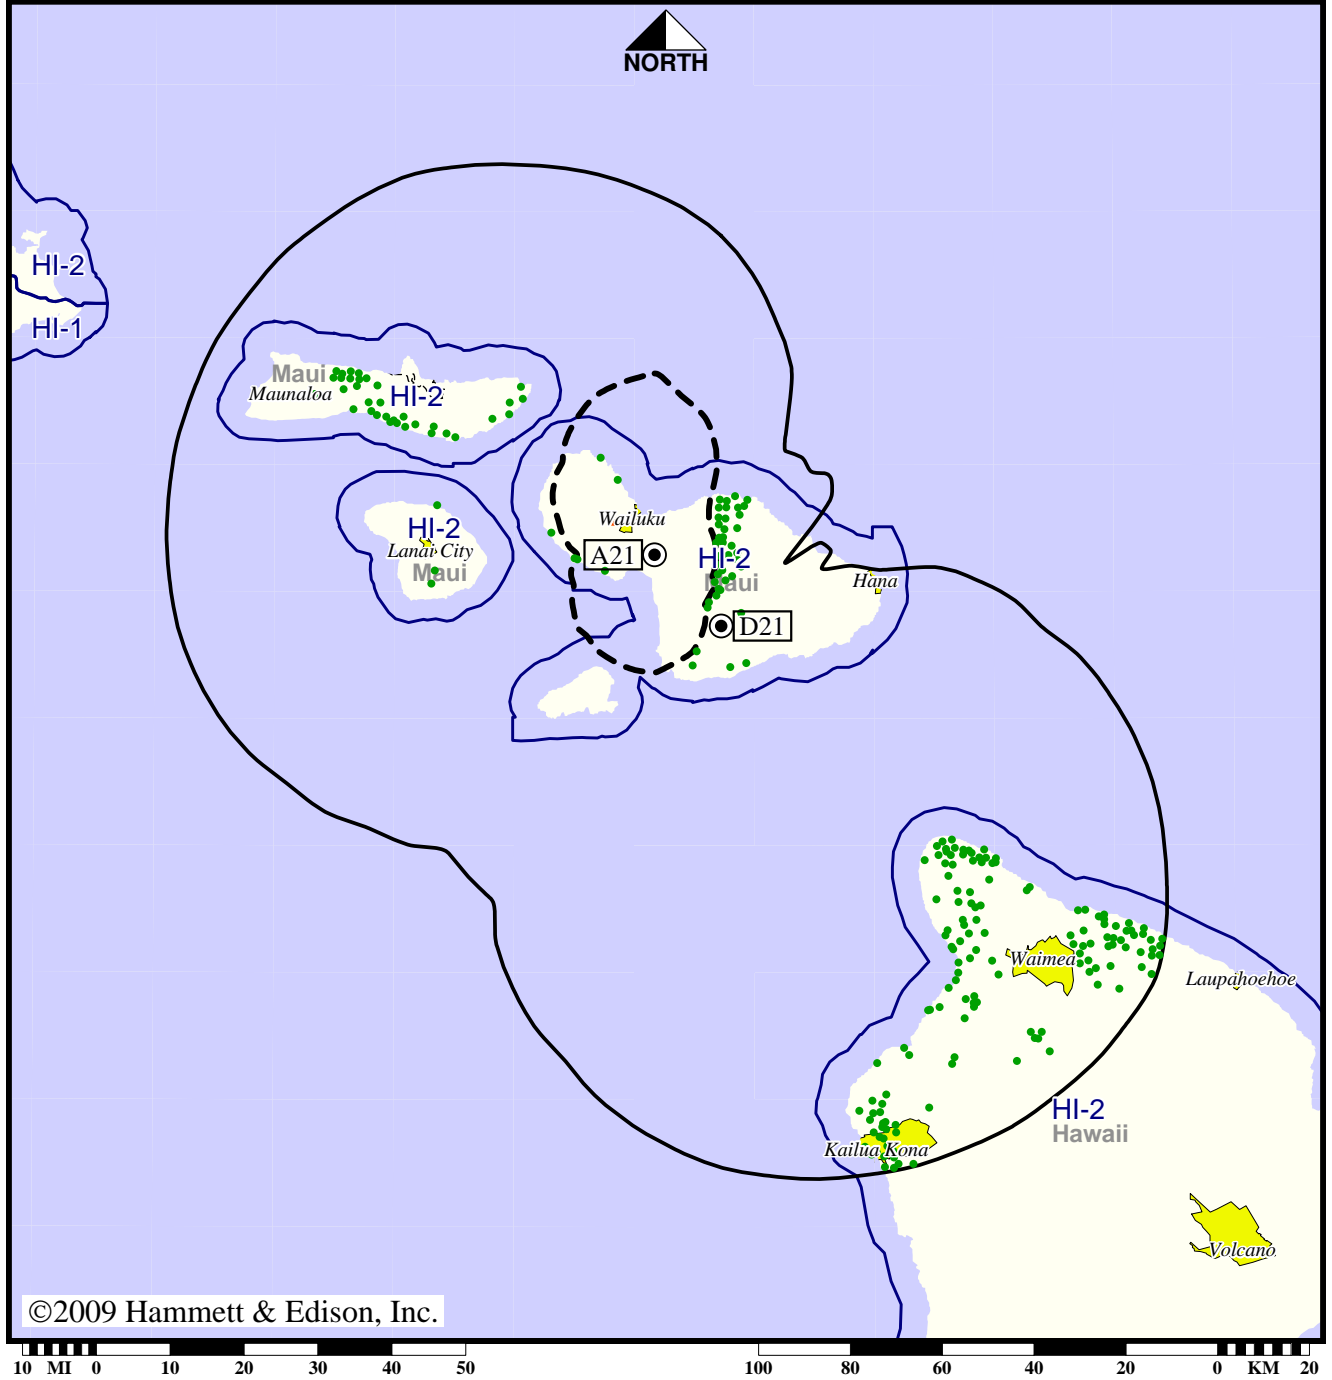 NORTH
HI-2
HI-1
Maui
Maunaloa
HI-2
Wailuku
HI-2
Lanai City
Maui
A21
HI-2
Maui
Hana
D21
Waimea
Laupahoehoe
HI-2
Hawaii
Kailua Kona
Volcano
©2009 Hammett & Edison, Inc.
10 MI 0 10 20 30 40 50 100 80 60 40 20 0 KM 20